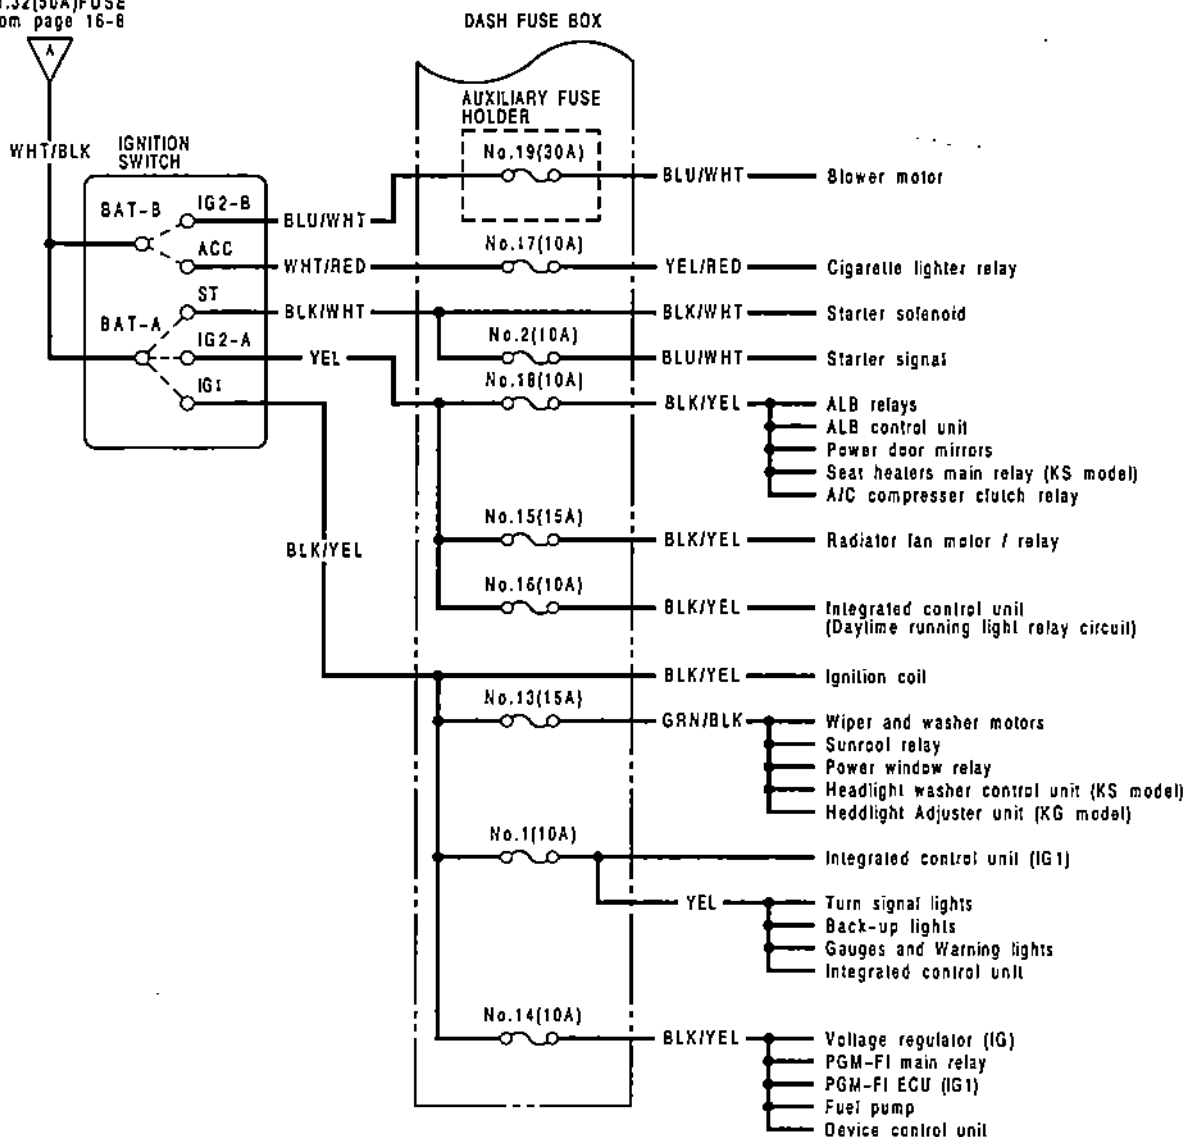 .32(50A)FUSE
om page 16-8
A
WHT/BLK
IGNITION
SWITCH
BAT-B
IG2-B
ACC
ST
BAT-A
IG2-A
IG1
BLU/WHT
WHT/RED
BLK/WHT
YEL
BLK/YEL
DASH FUSE BOX
AUXILIARY FUSE
HOLDER
No.19(30A)
BLU/WHT
Blower motor
No.17(10A)
YEL/RED
Cigarette lighter relay
BLK/WHT
Starter solenoid
No.2(10A)
BLU/WHT
Starter signal
No.18(10A)
BLK/YEL
ALB relays
ALB control unit
Power door mirrors
Seat heaters main relay (KS model)
A/C compresser clutch relay
No.15(15A)
BLK/YEL
Radiator fan motor / relay
No.16(10A)
BLK/YEL
Integrated control unit
(Daytime running light relay circuit)
BLK/YEL
Ignition coil
No.13(15A)
GRN/BLK
Wiper and washer motors
Sunroof relay
Power window relay
Headlight washer control unit (KS model)
Heddlight Adjuster unit (KG model)
No.1(10A)
Integrated control unit (IG1)
YEL
Turn signal lights
Back-up lights
Gauges and Warning lights
Integrated control unit
No.14(10A)
BLK/YEL
Voltage regulator (IG)
PGM-FI main relay
PGM-FI ECU (IG1)
Fuel pump
Device control unit